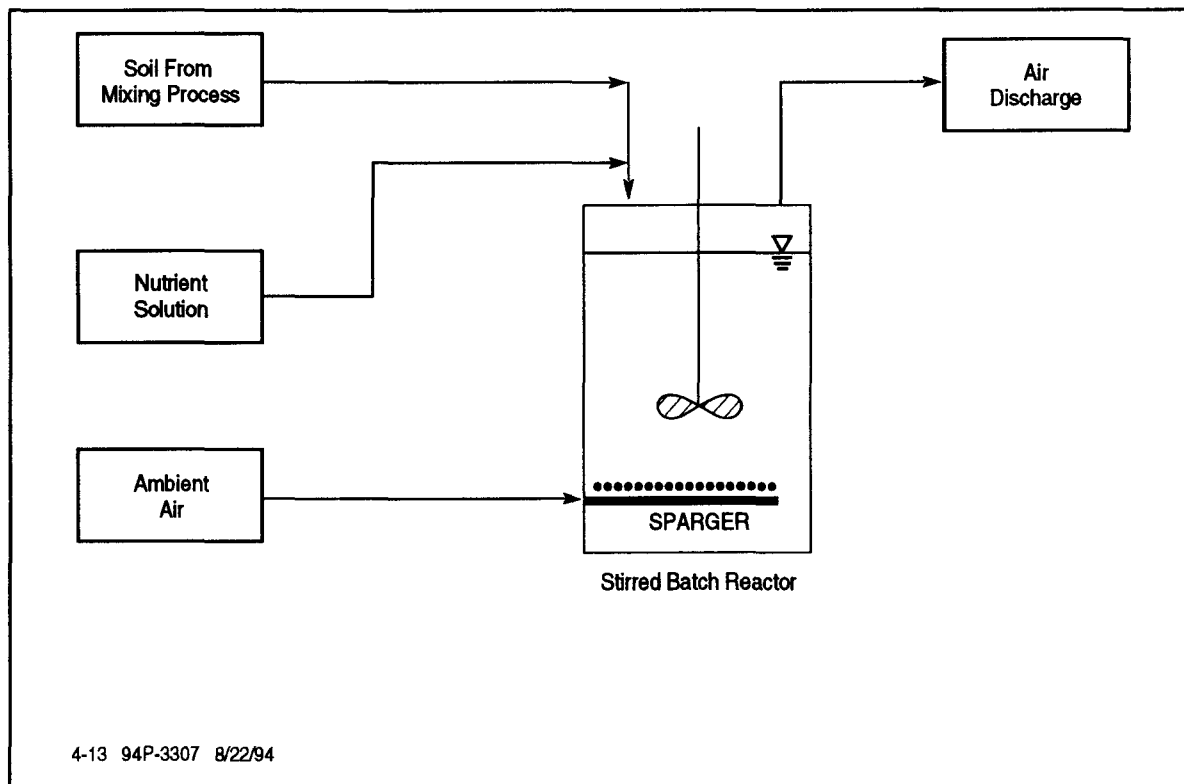 Soil From
Mixing Process
Air
Discharge
Nutrient
Solution
Ambient
Air
SPARGER
Stirred Batch Reactor
4-13 94P-3307 8/22/94